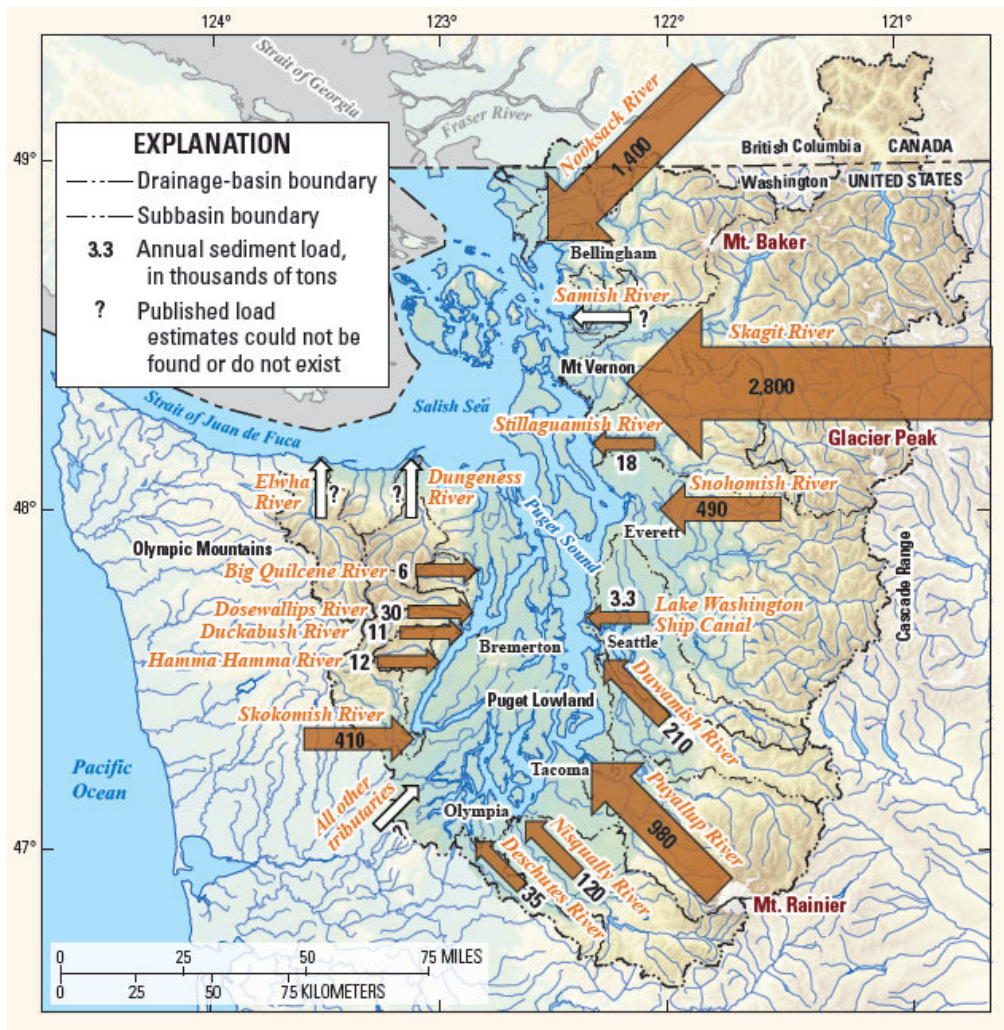 124°
123°
122°
121°
49°
48°
47°
EXPLANATION
Drainage-basin boundary
Subbasin boundary
3.3 Annual sediment load,
in thousands of tons
? Published load
estimates could not be
found or do not exist
Strait of Georgia
Fraser River
Nooksack River
1,400
British Columbia CANADA
Washington UNITED STATES
Mt. Baker
Bellingham
Samish River
?
Skagit River
Mt Vernon
2,800
Salish Sea
Strait of Juan de Fuca
Stillaguamish River
18
Glacier Peak
Elwha
River
?
?
Dungeness
River
Snohomish River
490
Puget Sound
Everett
Olympic Mountains
Big Quilcene River 6
Dosewallips River 30
Duckabush River 11
Hamma Hamma River 12
3.3
Lake Washington
Ship Canal
Cascade Range
Bremerton
Seattle
Puget Lowland
Duwamish River
210
Skokomish River
410
Pacific
Ocean
All other
tributaries
?
Tacoma
Olympia
Puyallup River
980
Nisqually River
120
Deschutes River
35
Mt. Rainier
0 25 50 75 MILES
0 25 50 75 KILOMETERS